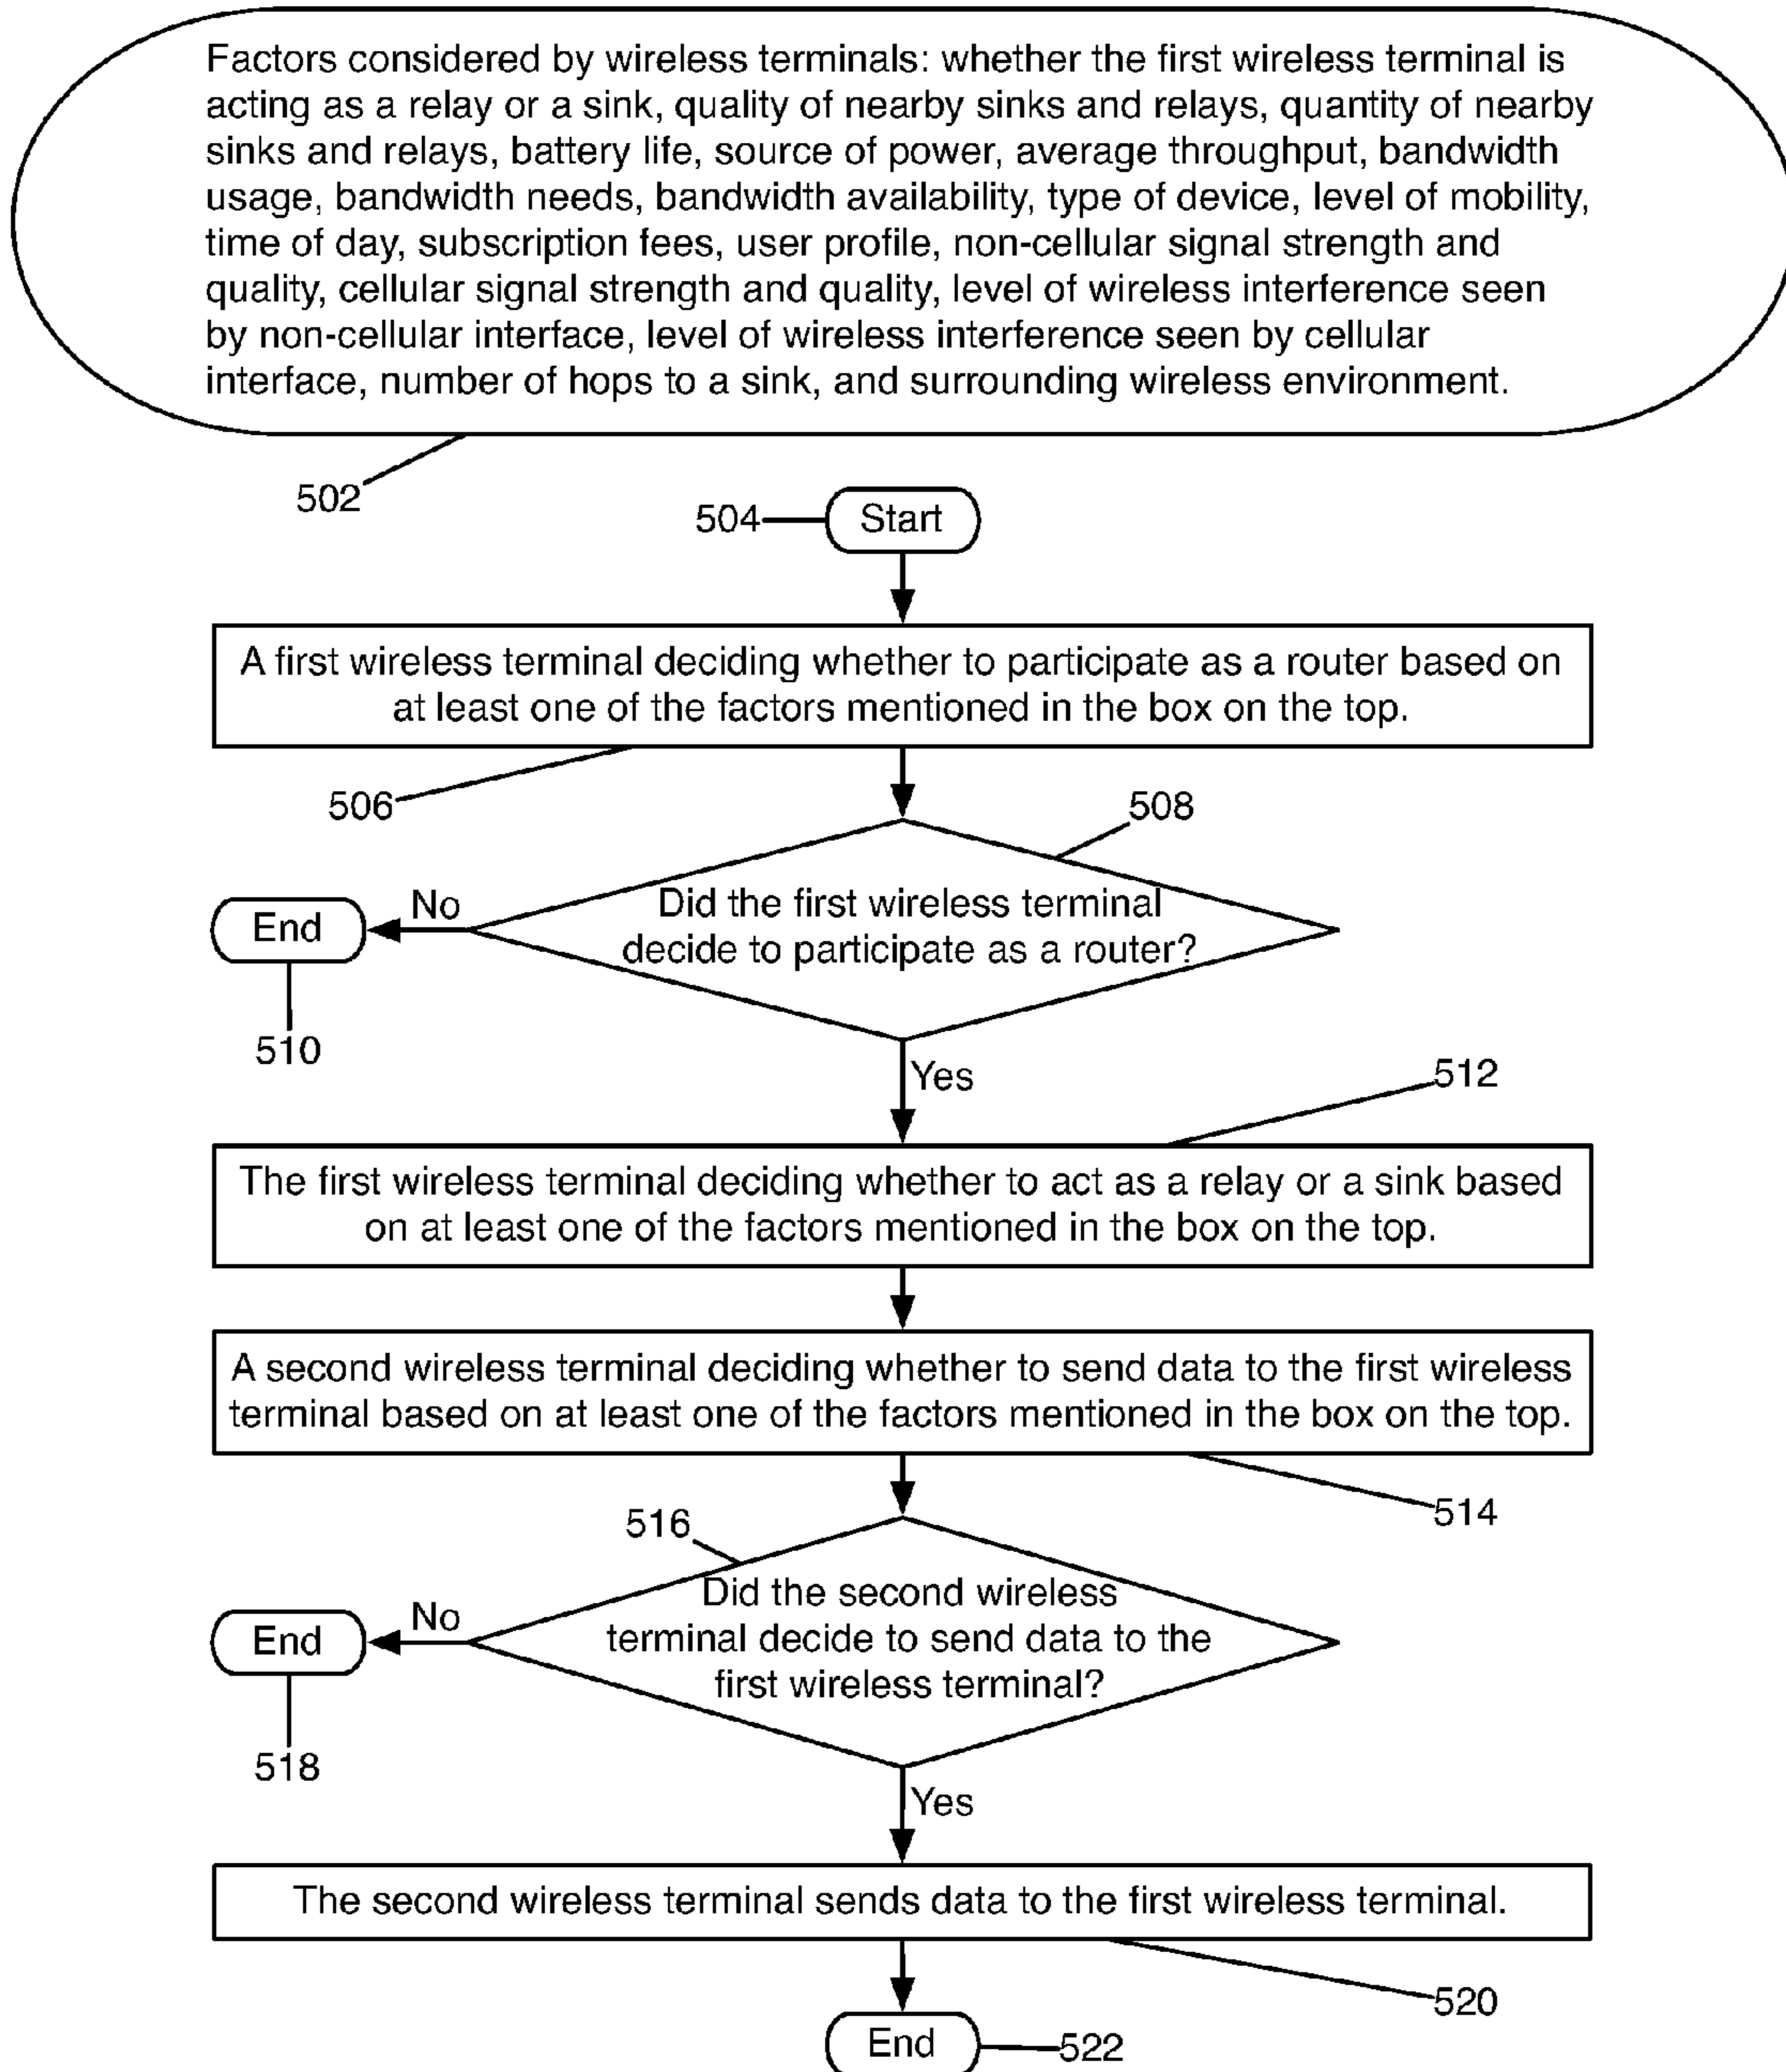 Factors considered by wireless terminals: whether the first wireless terminal is
acting as a relay or a sink, quality of nearby sinks and relays, quantity of nearby
sinks and relays, battery life, source of power, average throughput, bandwidth
usage, bandwidth needs, bandwidth availability, type of device, level of mobility,
time of day, subscription fees, user profile, non-cellular signal strength and
quality, cellular signal strength and quality, level of wireless interference seen
by non-cellular interface, level of wireless interference seen by cellular
interface, number of hops to a sink, and surrounding wireless environment.
502
504
Start
A first wireless terminal deciding whether to participate as a router based on
at least one of the factors mentioned in the box on the top.
506
508
Did the first wireless terminal
decide to participate as a router?
No
End
510
Yes
512
The first wireless terminal deciding whether to act as a relay or a sink based
on at least one of the factors mentioned in the box on the top.
A second wireless terminal deciding whether to send data to the first wireless
terminal based on at least one of the factors mentioned in the box on the top.
514
516
Did the second wireless
terminal decide to send data to the
first wireless terminal?
No
End
518
Yes
The second wireless terminal sends data to the first wireless terminal.
520
End
522